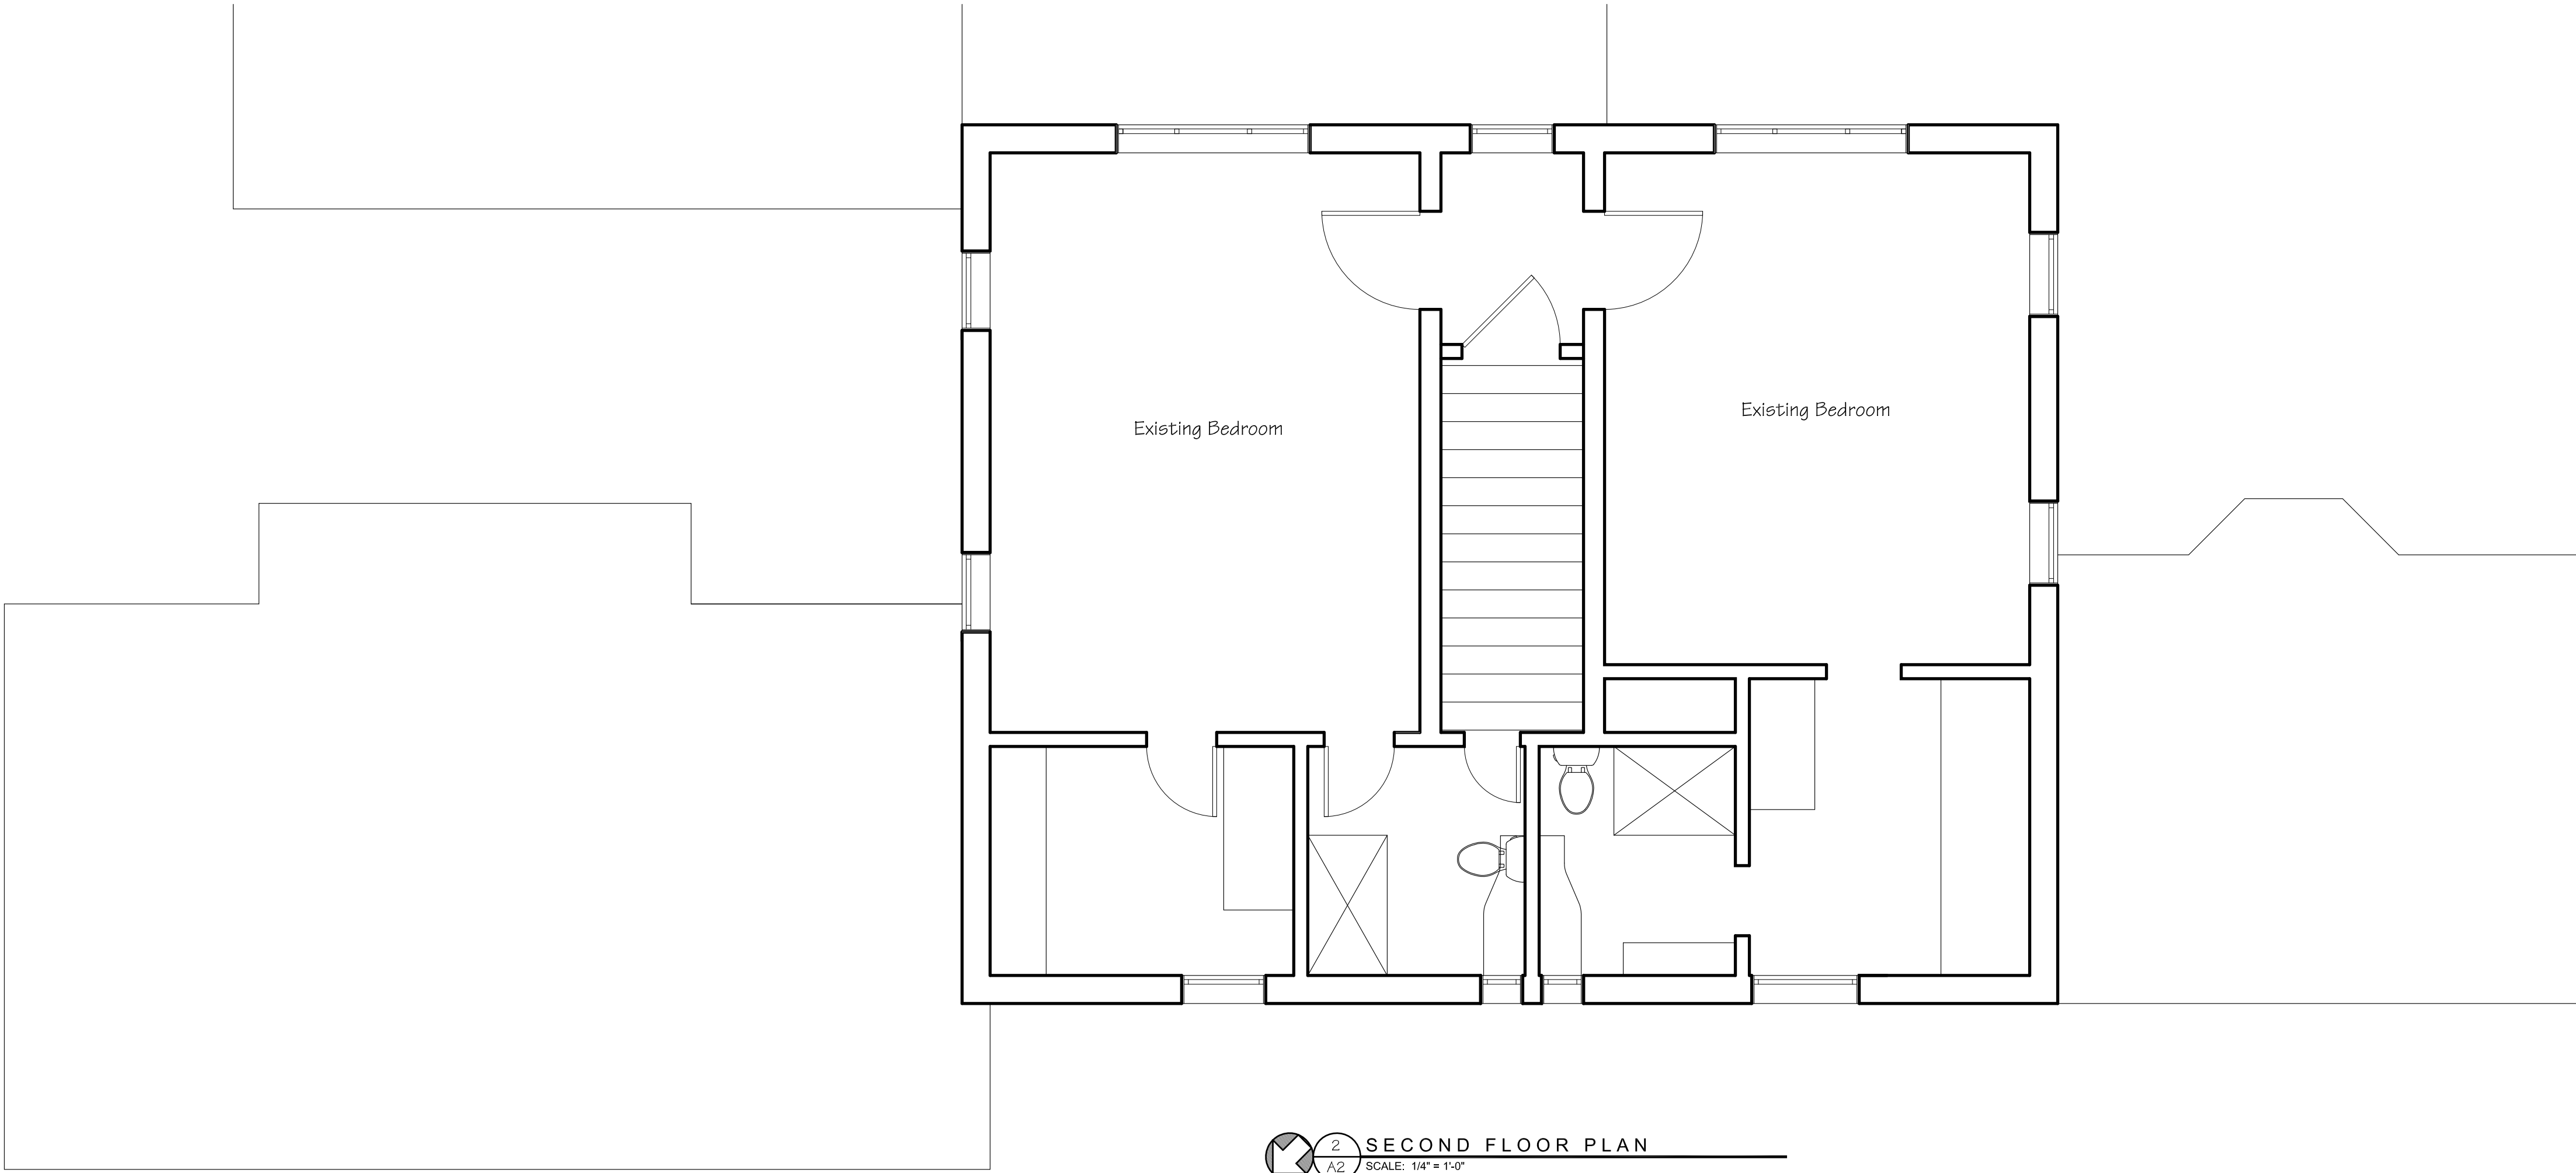 Existing Bedroom
Existing Bedroom
2
SECOND FLOOR PLAN
A2
SCALE: 1/4" = 1'-0"